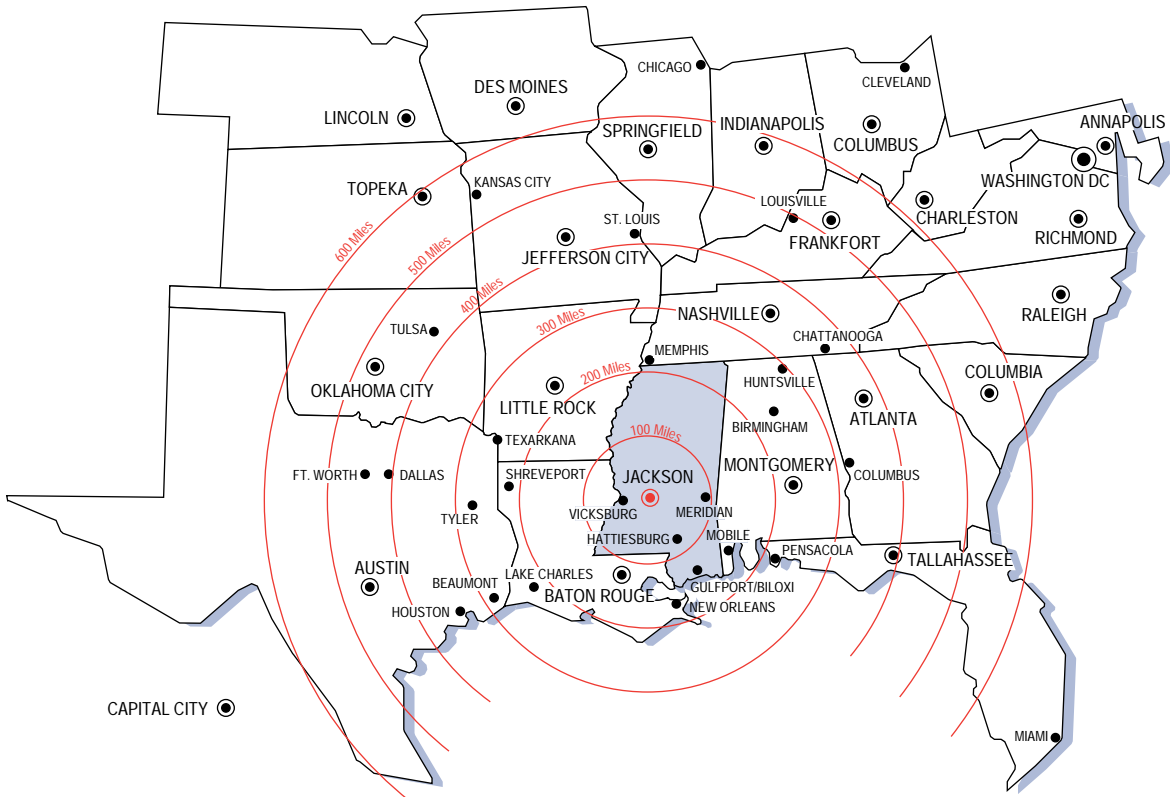 CHICAGO
CLEVELAND
DES MOINES
LINCOLN
SPRINGFIELD
INDIANAPOLIS
COLUMBUS
ANNAPOLIS
WASHINGTON DC
TOPEKA
KANSAS CITY
LOUISVILLE
CHARLESTON
RICHMOND
ST. LOUIS
FRANKFORT
JEFFERSON CITY
600 Miles
500 Miles
400 Miles
300 Miles
200 Miles
100 Miles
TULSA
NASHVILLE
RALEIGH
CHATTANOOGA
MEMPHIS
OKLAHOMA CITY
LITTLE ROCK
HUNTSVILLE
COLUMBIA
ATLANTA
BIRMINGHAM
TEXARKANA
FT. WORTH
DALLAS
SHREVEPORT
JACKSON
MONTGOMERY
COLUMBUS
TYLER
VICKSBURG
MERIDIAN
HATTIESBURG
MOBILE
PENSACOLA
TALLAHASSEE
AUSTIN
BEAUMONT
LAKE CHARLES
BATON ROUGE
GULFPORT/BILOXI
HOUSTON
NEW ORLEANS
CAPITAL CITY
MIAMI